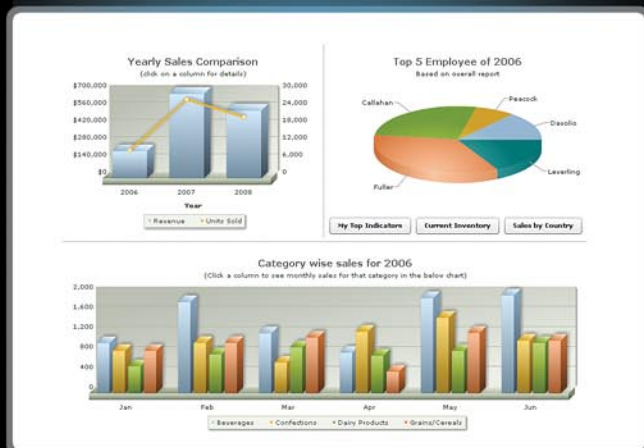 Yearly Sales Comparison
(click on a column for details)
$700,000
$560,000
$420,000
$280,000
$140,000
$0
30,000
24,000
18,000
12,000
6,000
0
2006 2007 2008
Year
Revenue Units Sold
Top 5 Employee of 2006
Based on overall report
Callahan
Peacock
Davolio
Leverling
Fuller
My Top Indicators Current Inventory Sales by Country
Category wise sales for 2006
(Click a column to see monthly sales for that category in the below chart)
2,000
1,600
1,200
800
400
0
Jan Feb Mar Apr May Jun
Beverages Confections Dairy Products Grains/Cereals